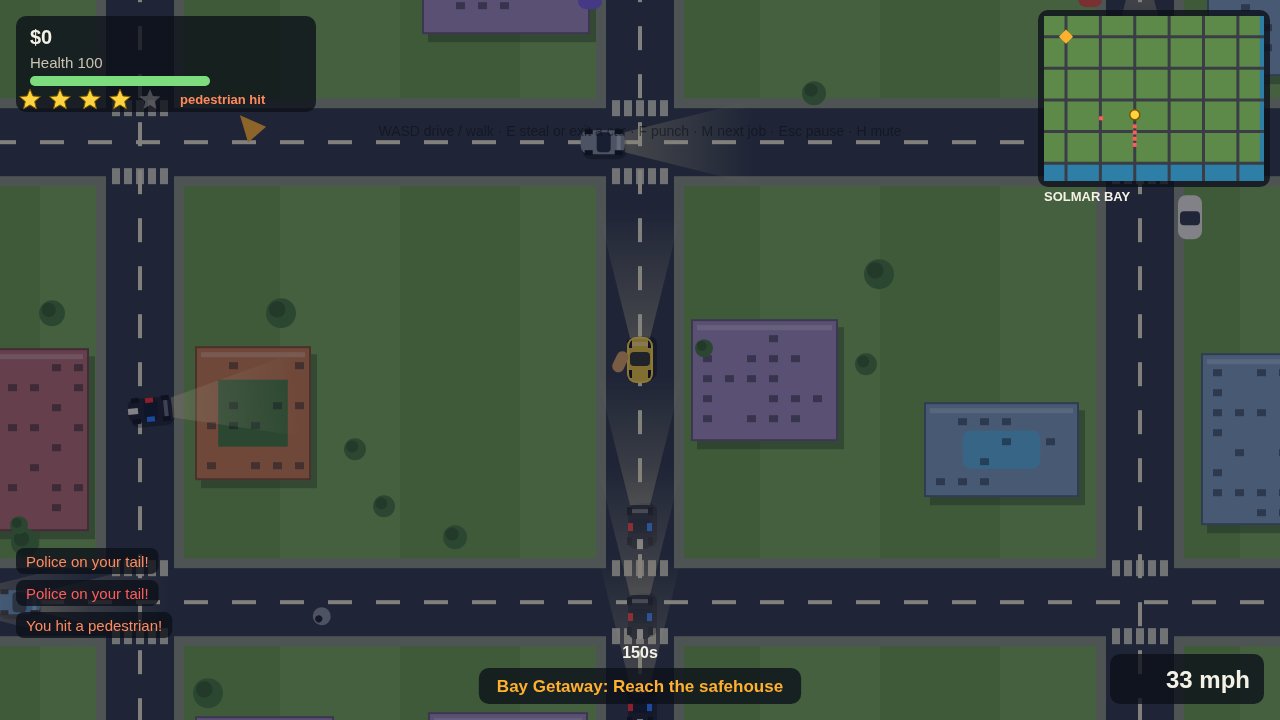 $0
Health 100
pedestrian hit
WASD drive / walk · E steal or exit car · F punch · M next job · Esc pause · H mute
SOLMAR BAY
Police on your tail!
Police on your tail!
You hit a pedestrian!
150s
Bay Getaway: Reach the safehouse
33 mph